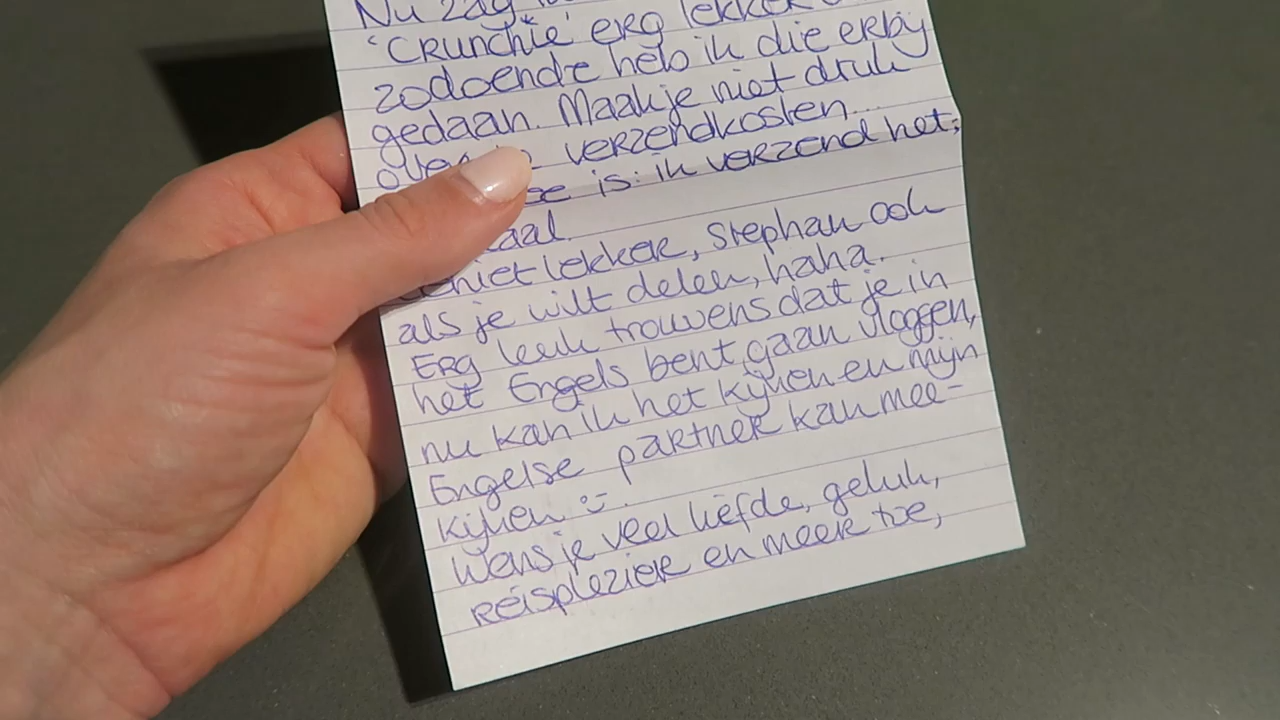 Nu zag
'Crunchie' erg lekker
zodoende heb ik die erbij
gedaan. Maak je niet druk
verzendkosten...
is: ik verzend het
Geniet lekker, Stephan ook
als je wilt delen, haha.
Erg leuk trouwens dat je in
het Engels bent gaan vloggen,
nu kan ik het kijken en mijn
Engelse partner kan mee-
kijken :-).
Wens je veel liefde, geluk,
reisplezier en meer toe,